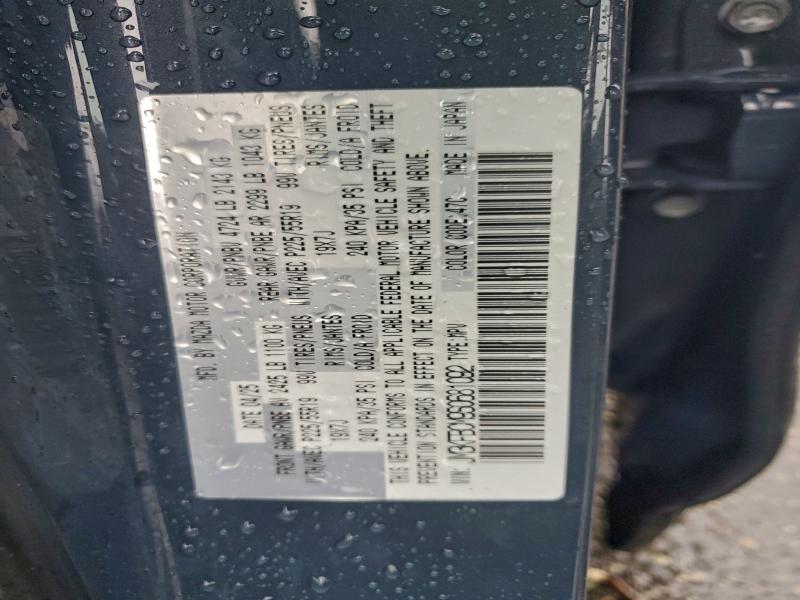 MFD. BY MAZDA MOTOR CORPORATION
DATE 04/25 GVWR/PNBV 4724 LB 2143 KG
FRONT GAWR/PNBE AV 2425 LB 1100 KG REAR GAWR/PNBE AR 2299 LB 1043 KG
WITH/AVEC P225/55R19 99V TIRES/PNEUS WITH/AVEC P225/55R19 99V TIRES/PNEUS
19X7J RIMS/JANTES 19X7J RIMS/JANTES
240 KPA/35 PSI COLD/A FROID 240 KPA/35 PSI COLD/A FROID
THIS VEHICLE CONFORMS TO ALL APPLICABLE FEDERAL MOTOR VEHICLE SAFETY AND THEFT
PREVENTION STANDARDS IN EFFECT ON THE DATE OF MANUFACTURE SHOWN ABOVE.
VIN: TYPE:MPV COLOR CODE:47C MADE IN JAPAN